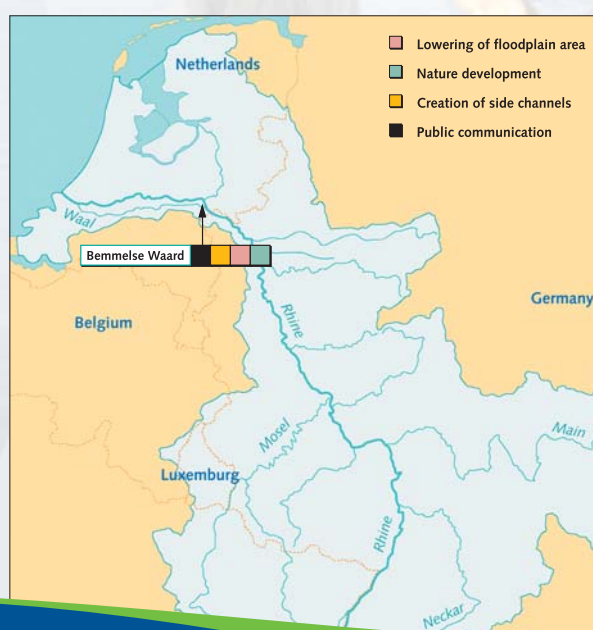 Netherlands
Lowering of floodplain area
Nature development
Creation of side channels
Public communication
Waal
Bemmelse Waard
Germany
Rhine
Belgium
Mosel
Main
Luxemburg
Rhine
Neckar